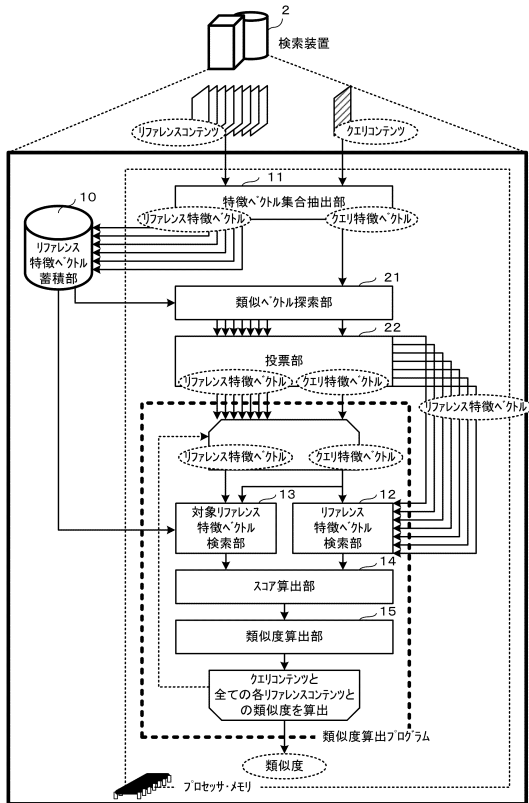 2
検索装置
リファレンスコンテンツ
クエリコンテンツ
11
特徴ベクトル集合抽出部
リファレンス特徴ベクトル
クエリ特徴ベクトル
10
リファレンス
特徴ベクトル
蓄積部
21
類似ベクトル探索部
22
投票部
リファレンス特徴ベクトル
クエリ特徴ベクトル
リファレンス特徴ベクトル
リファレンス特徴ベクトル
クエリ特徴ベクトル
13
対象リファレンス
特徴ベクトル
検索部
12
リファレンス
特徴ベクトル
検索部
14
スコア算出部
15
類似度算出部
クエリコンテンツと
全ての各リファレンスコンテンツと
の類似度を算出
類似度算出プログラム
類似度
プロセッサ・メモリ